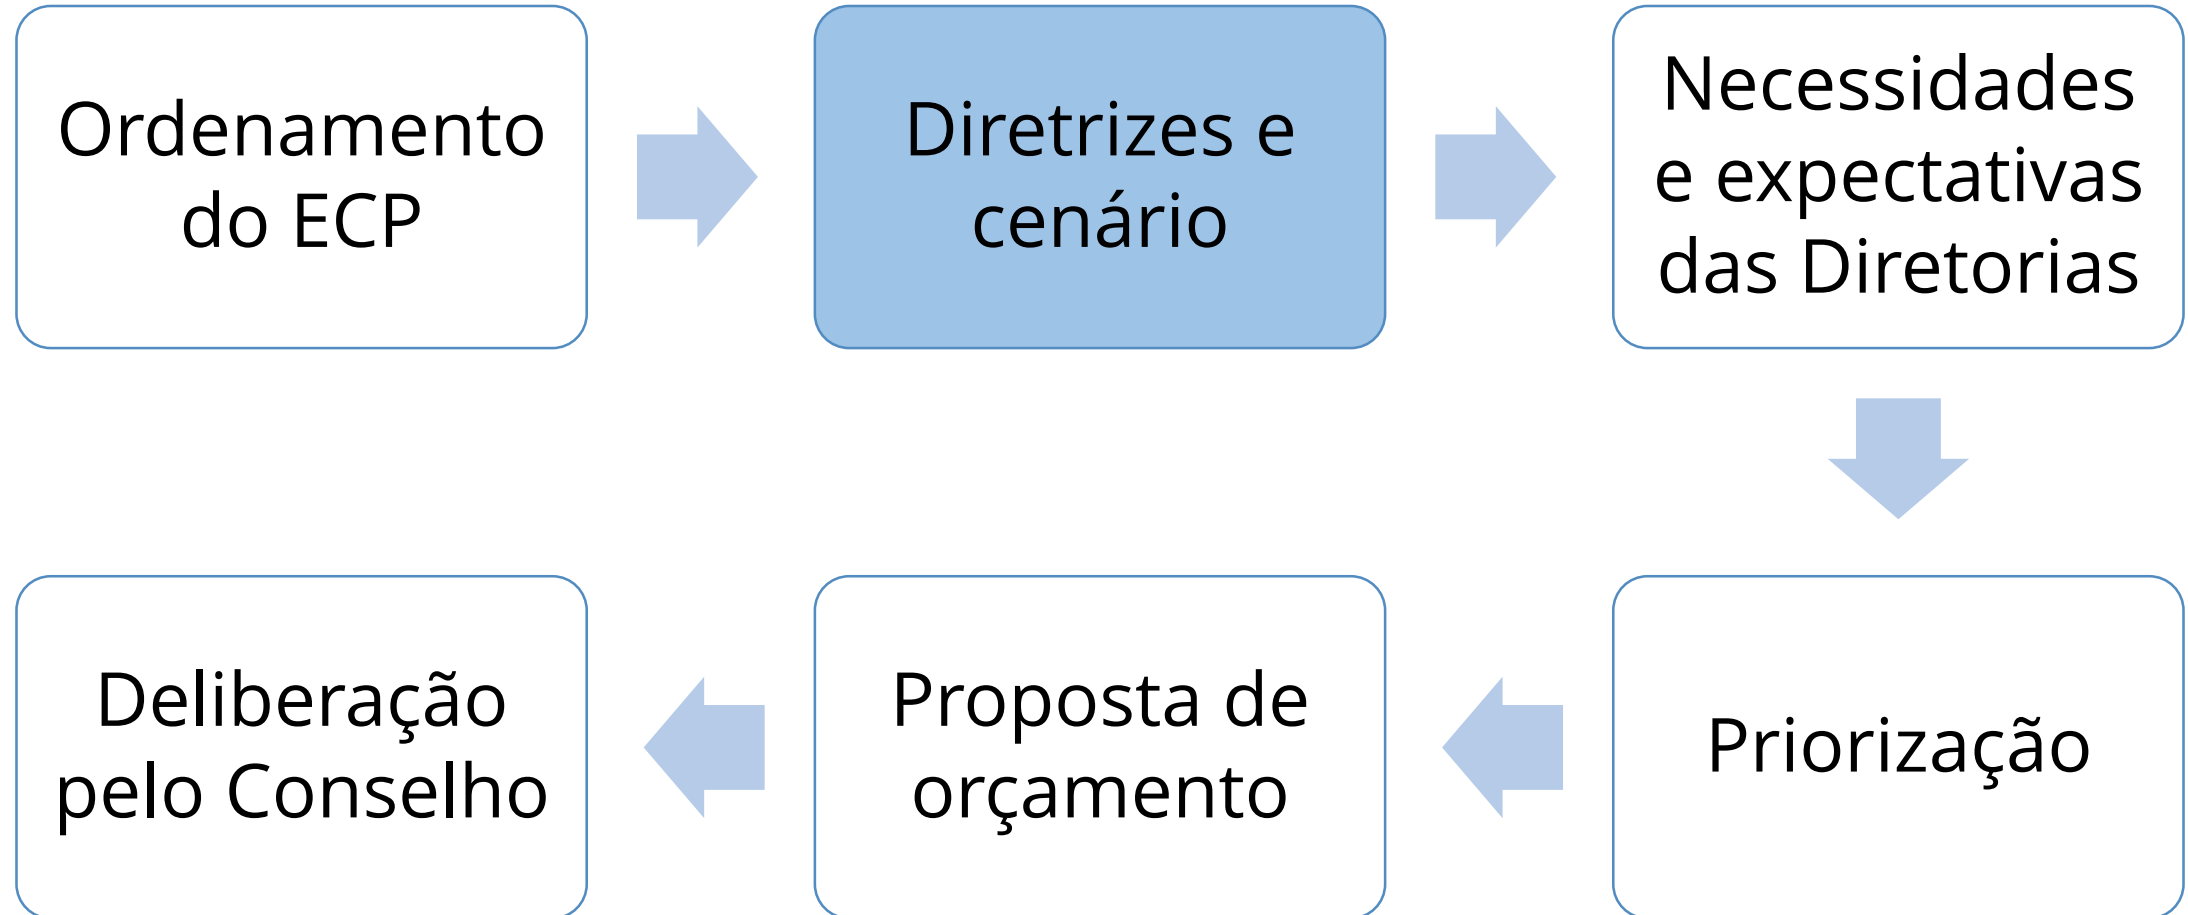 Ordenamento
do ECP
Diretrizes e
cenário
Necessidades
e expectativas
das Diretorias
Priorização
Proposta de
orçamento
Deliberação
pelo Conselho